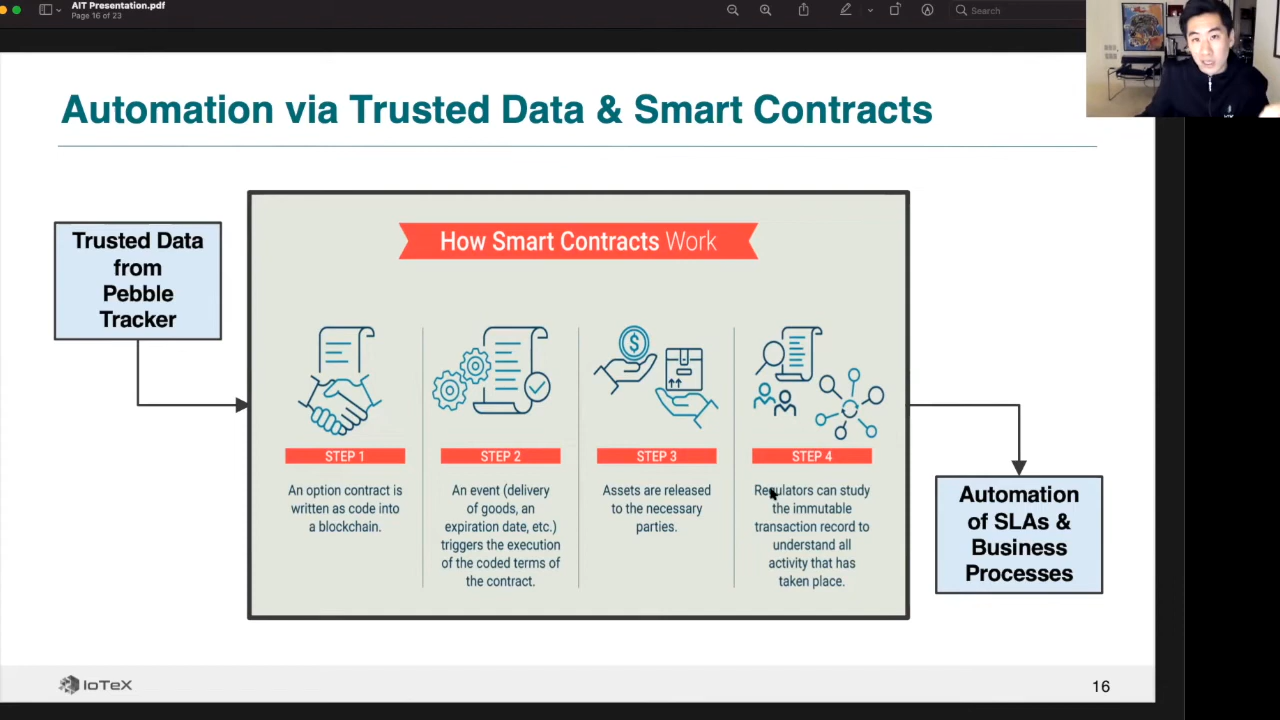 AIT Presentation.pdf
Page 16 of 23
Search
Automation via Trusted Data & Smart Contracts
Trusted Data
from
Pebble
Tracker
How Smart Contracts Work
STEP 1
An option contract is
written as code into
a blockchain.
STEP 2
An event (delivery
of goods, an
expiration date, etc.)
triggers the execution
of the coded terms of
the contract.
STEP 3
Assets are released
to the necessary
parties.
STEP 4
Regulators can study
the immutable
transaction record to
understand all
activity that has
taken place.
Automation
of SLAs &
Business
Processes
IoTeX
16